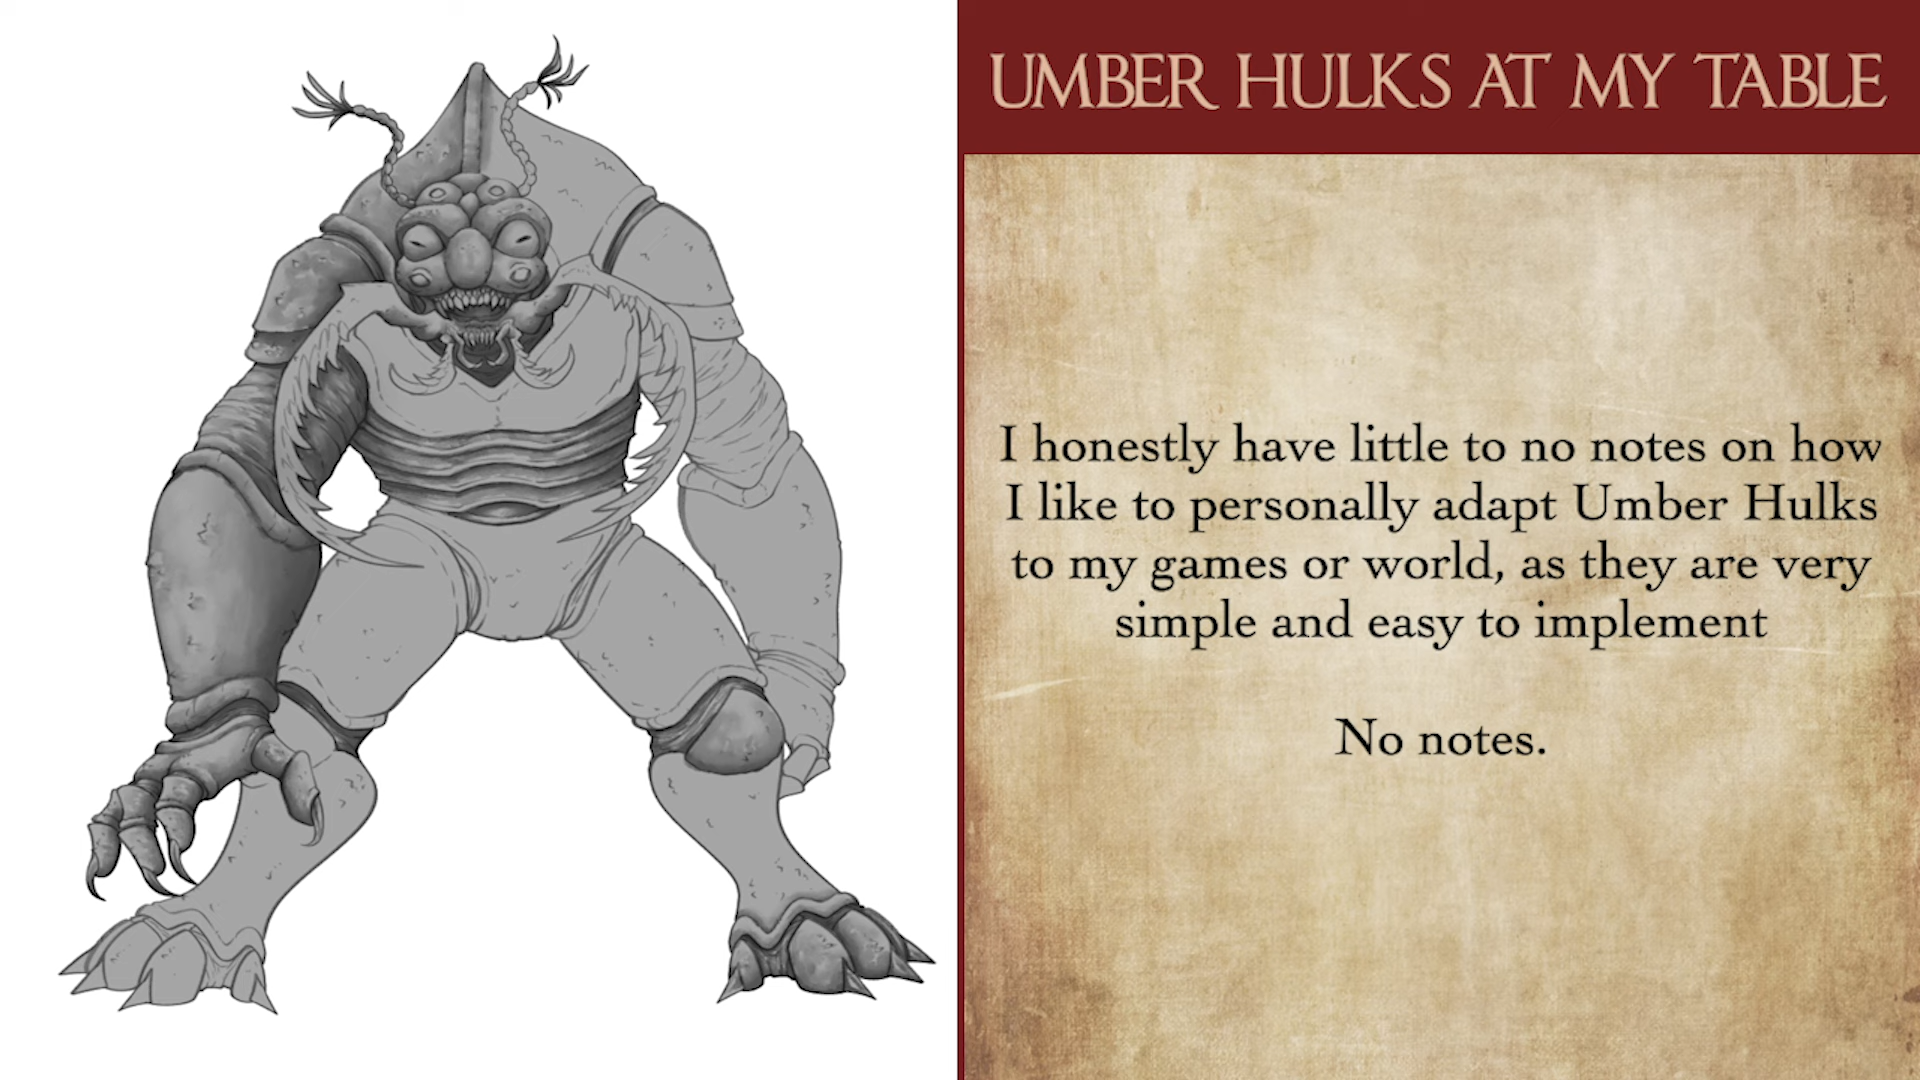 UMBER HULKS AT MY TABLE
I honestly have little to no notes on how
I like to personally adapt Umber Hulks
to my games or world, as they are very
simple and easy to implement
No notes.